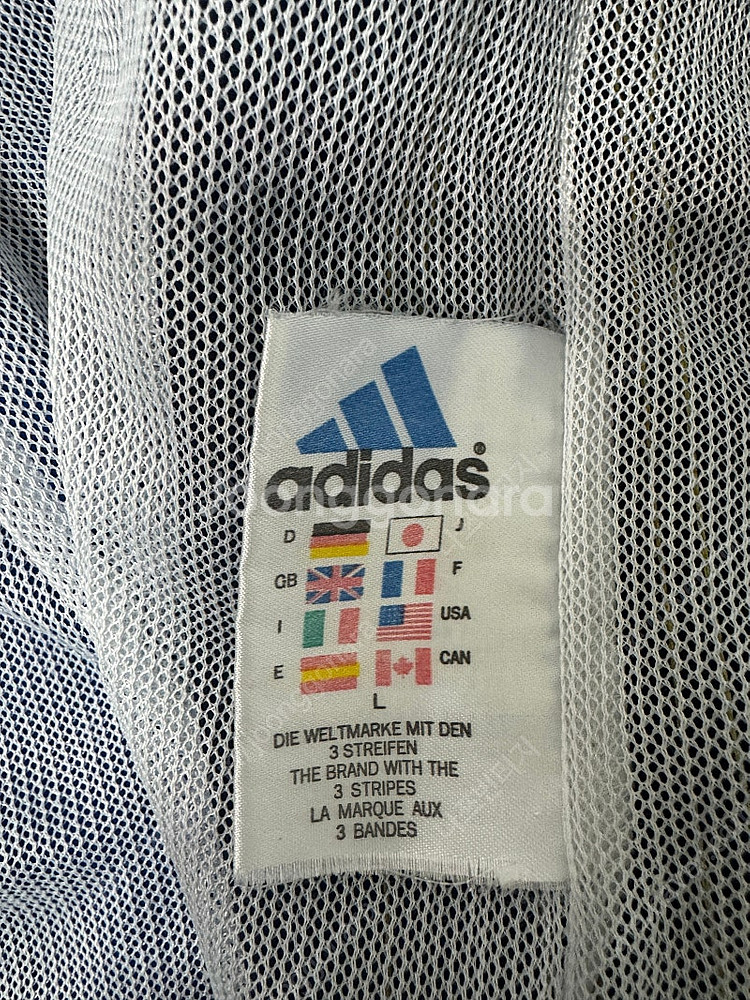 adidas®
joonggonara
D J
GB F
I USA
E CAN
L
DIE WELTMARKE MIT DEN
3 STREIFEN
THE BRAND WITH THE
3 STRIPES
LA MARQUE AUX
3 BANDES